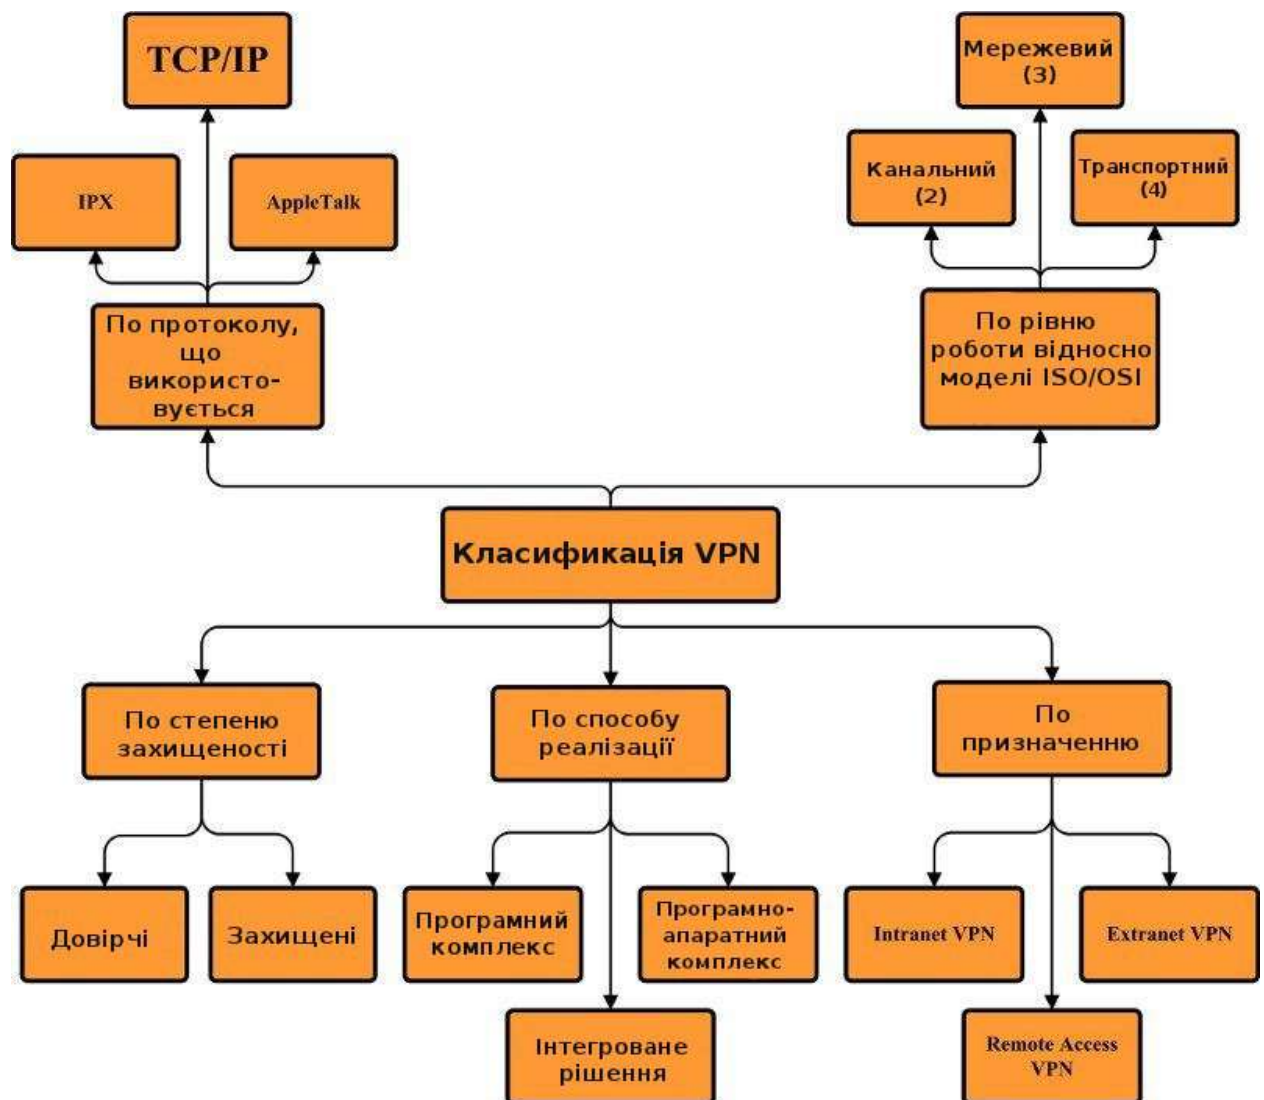 TCP/IP
IPX
AppleTalk
По протоколу,
що
використо-
вується
Мережевий
(3)
Канальний
(2)
Транспортний
(4)
По рівню
роботи відносно
моделі ISO/OSI
Класификація VPN
По степеню
захищеності
По способу
реалізації
По
призначенню
Довірчі
Захищені
Програмний
комплекс
Програмно-
апаратний
комплекс
Інтегроване
рішення
Intranet VPN
Extranet VPN
Remote Access
VPN